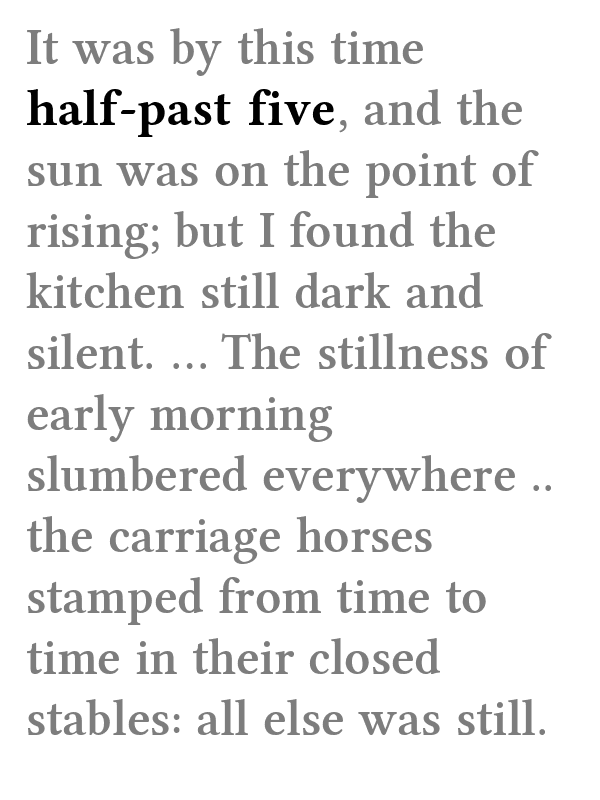 It was by this time
half-past five, and the
sun was on the point of
rising; but I found the
kitchen still dark and
silent. ... The stillness of
early morning
slumbered everywhere ..
the carriage horses
stamped from time to
time in their closed
stables: all else was still.